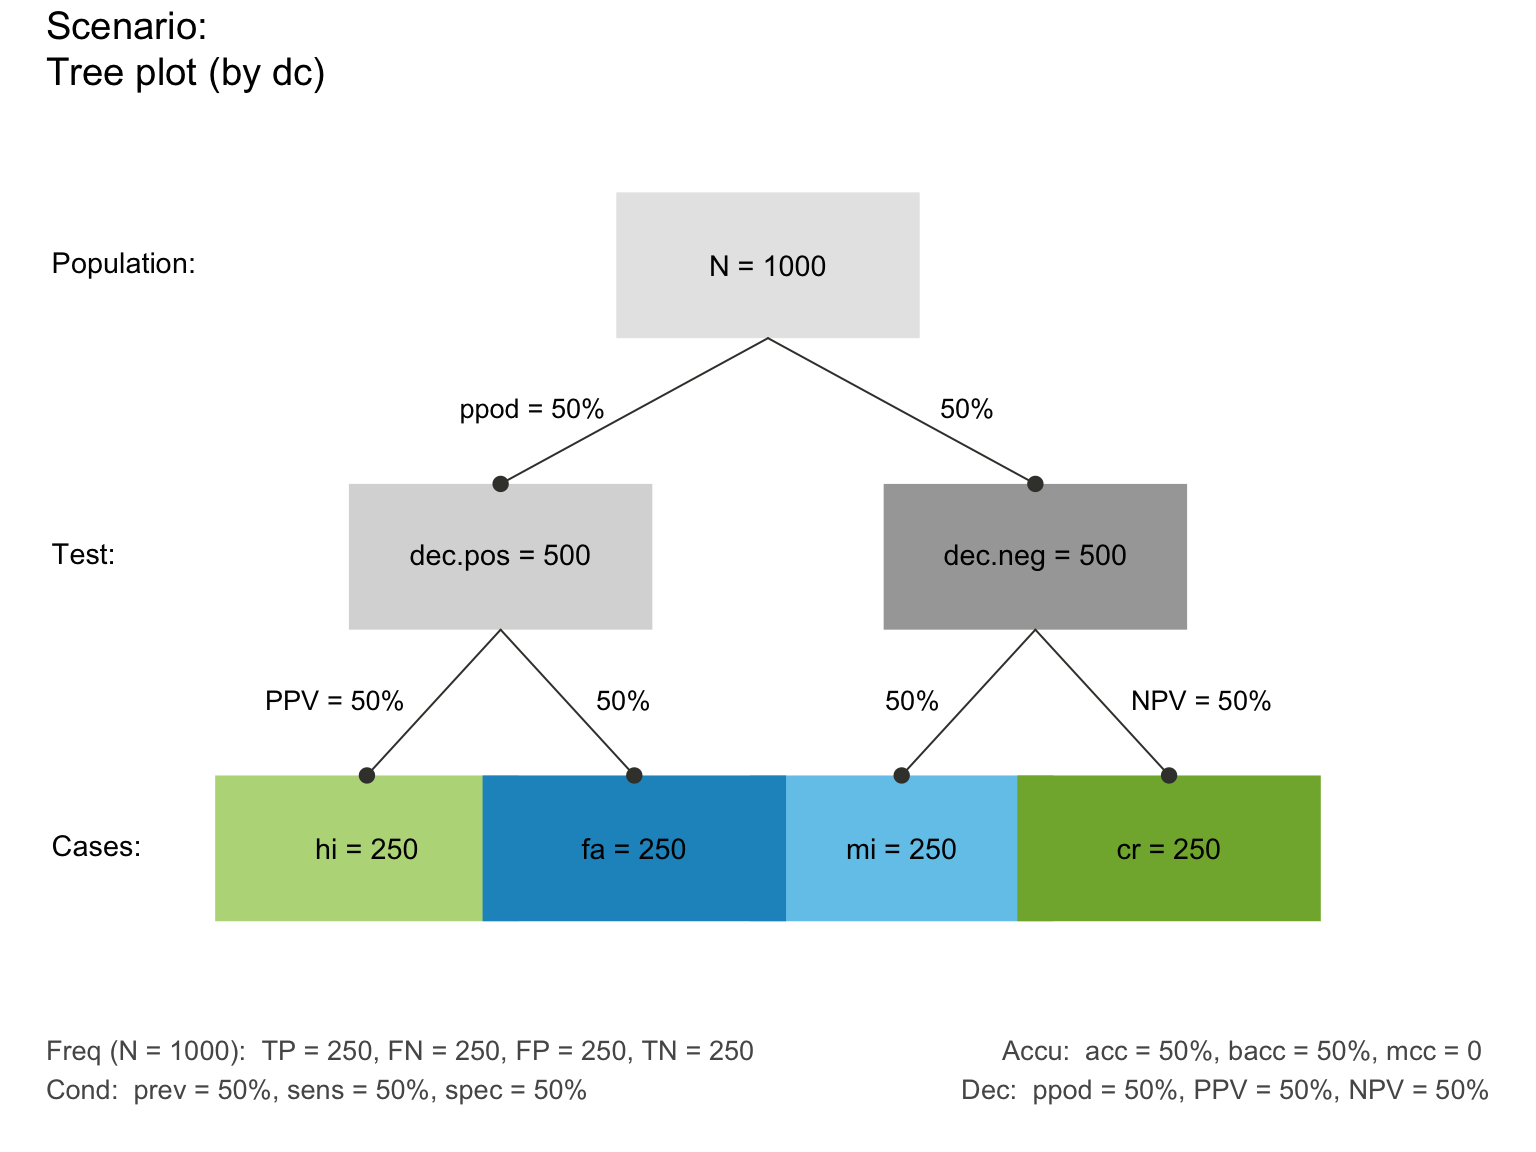 Scenario:
Tree plot (by dc)
Population:
N = 1000
ppod = 50%
50%
Test:
dec.pos = 500
dec.neg = 500
PPV = 50%
50%
50%
NPV = 50%
Cases:
hi = 250
fa = 250
mi = 250
cr = 250
Freq (N = 1000):  TP = 250, FN = 250, FP = 250, TN = 250
Accu:  acc = 50%, bacc = 50%, mcc = 0
Cond:  prev = 50%, sens = 50%, spec = 50%
Dec:  ppod = 50%, PPV = 50%, NPV = 50%